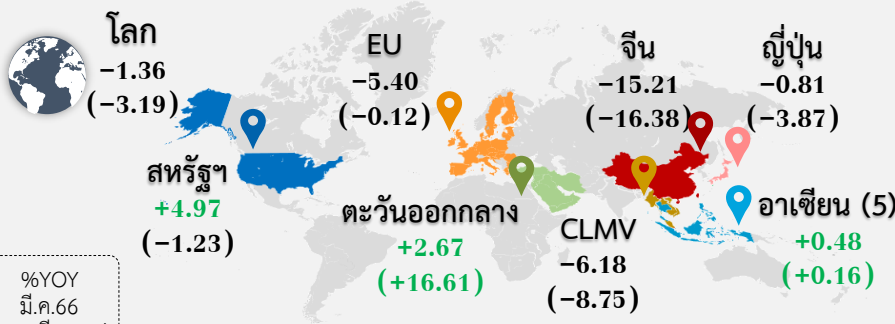 โลก
−1.36
(−3.19)
EU
−5.40
(−0.12)
จีน
−15.21
(−16.38)
ญี่ปุ่น
−0.81
(−3.87)
สหรัฐฯ
+4.97
(−1.23)
ตะวันออกกลาง
+2.67
(+16.61)
CLMV
−6.18
(−8.75)
อาเซียน (5)
+0.48
(+0.16)
%YOY
มี.ค.66